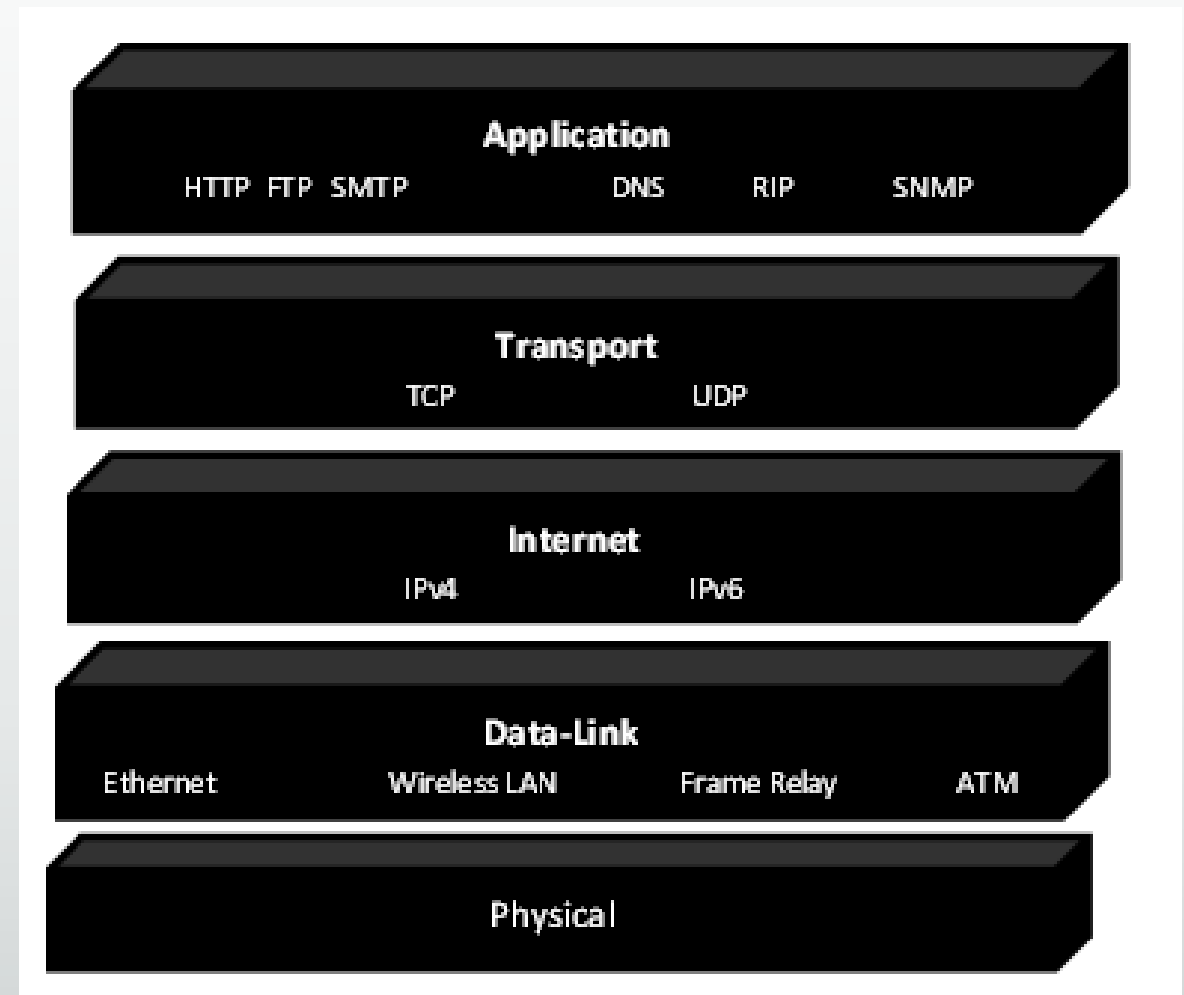 Application
HTTP FTP SMTP DNS RIP SNMP
Transport
TCP UDP
Internet
IPv4 IPv6
Data-Link
Ethernet Wireless LAN Frame Relay ATM
Physical